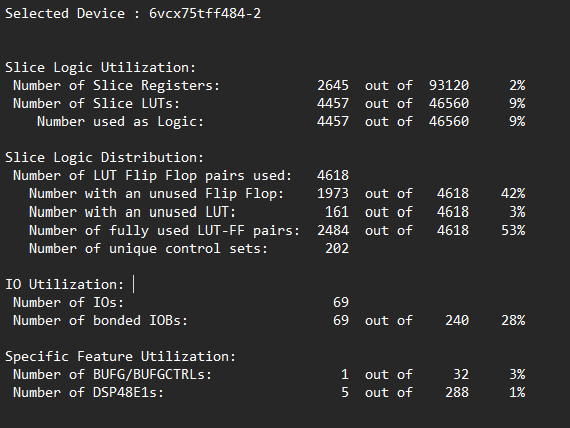 Selected Device : 6vcx75tff484-2
Slice Logic Utilization:
Number of Slice Registers: 2645 out of 93120 2%
Number of Slice LUTs: 4457 out of 46560 9%
Number used as Logic: 4457 out of 46560 9%
Slice Logic Distribution:
Number of LUT Flip Flop pairs used: 4618
Number with an unused Flip Flop: 1973 out of 4618 42%
Number with an unused LUT: 161 out of 4618 3%
Number of fully used LUT-FF pairs: 2484 out of 4618 53%
Number of unique control sets: 202
IO Utilization:
Number of IOs: 69
Number of bonded IOBs: 69 out of 240 28%
Specific Feature Utilization:
Number of BUFG/BUFGCTRLs: 1 out of 32 3%
Number of DSP48E1s: 5 out of 288 1%